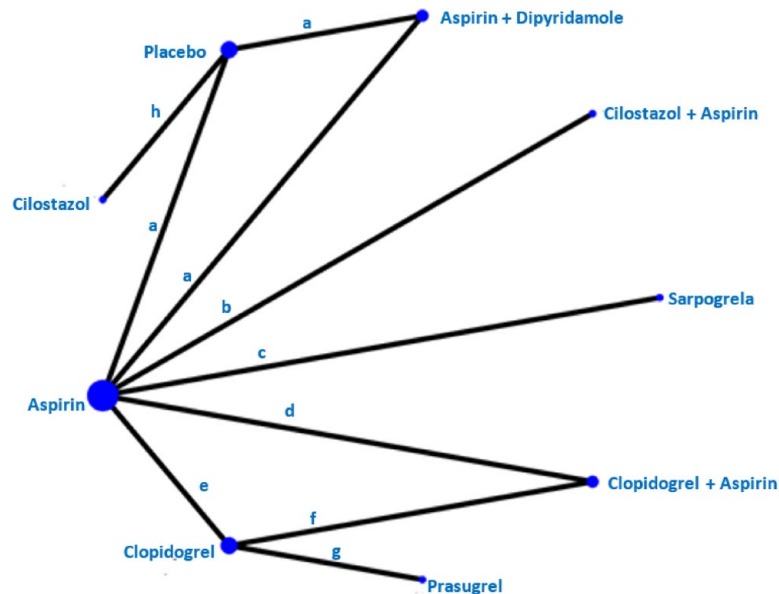 a
Aspirin + Dipyridamole
Placebo
h
Cilostazol + Aspirin
Cilostazol
a
a
b
Sarpogrela
c
Aspirin
d
e
Clopidogrel + Aspirin
f
Clopidogrel
g
Prasugrel